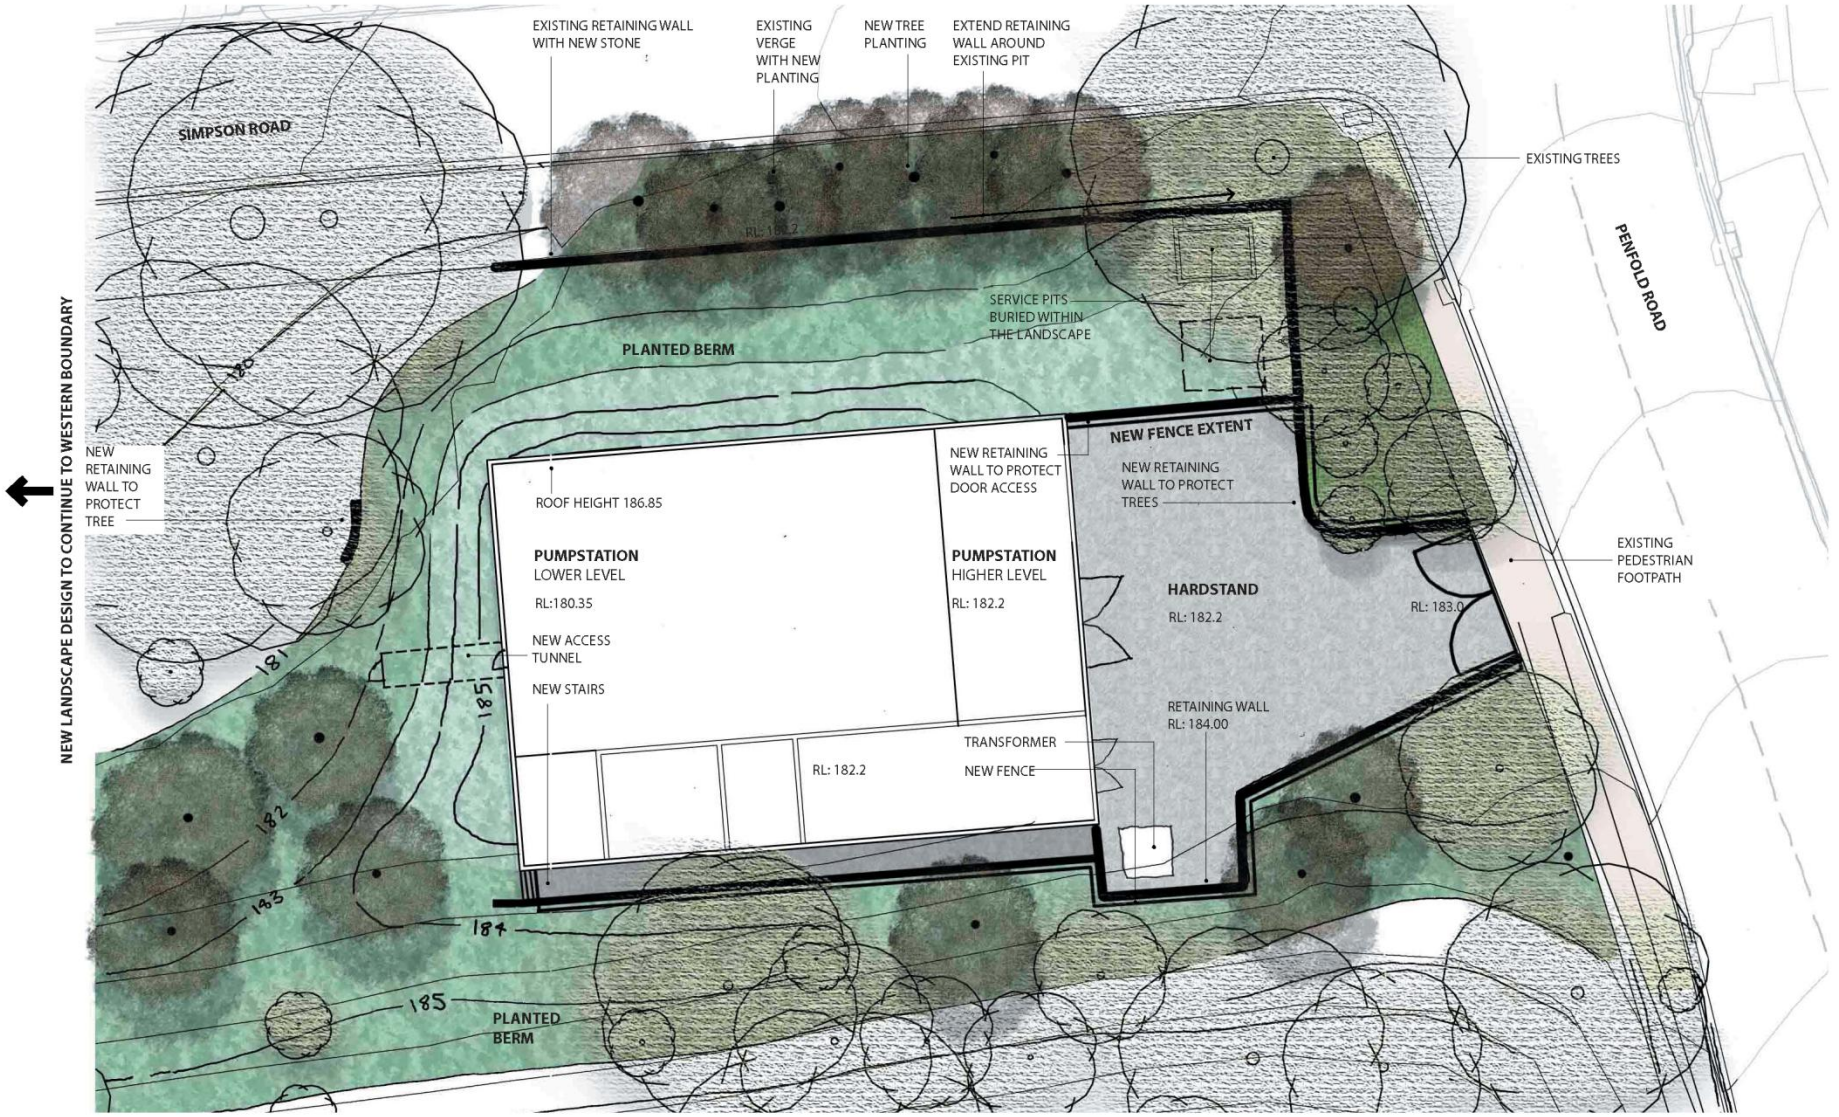 EXISTING RETAINING WALL
WITH NEW STONE
EXISTING
VERGE
WITH NEW
PLANTING
NEW TREE
PLANTING
EXTEND RETAINING
WALL AROUND
EXISTING PIT
SIMPSON ROAD
EXISTING TREES
PENFOLD ROAD
RL: 182.2
SERVICE PITS
BURIED WITHIN
THE LANDSCAPE
PLANTED BERM
180
NEW LANDSCAPE DESIGN TO CONTINUE TO WESTERN BOUNDARY
NEW
RETAINING
WALL TO
PROTECT
TREE
NEW FENCE EXTENT
NEW RETAINING
WALL TO PROTECT
DOOR ACCESS
NEW RETAINING
WALL TO PROTECT
TREES
ROOF HEIGHT 186.85
PUMPSTATION
LOWER LEVEL
RL:180.35
PUMPSTATION
HIGHER LEVEL
RL: 182.2
HARDSTAND
RL: 182.2
RL: 183.0
EXISTING
PEDESTRIAN
FOOTPATH
NEW ACCESS
TUNNEL
NEW STAIRS
181
185
RETAINING WALL
RL: 184.00
TRANSFORMER
NEW FENCE
RL: 182.2
182
183
184
185
PLANTED
BERM